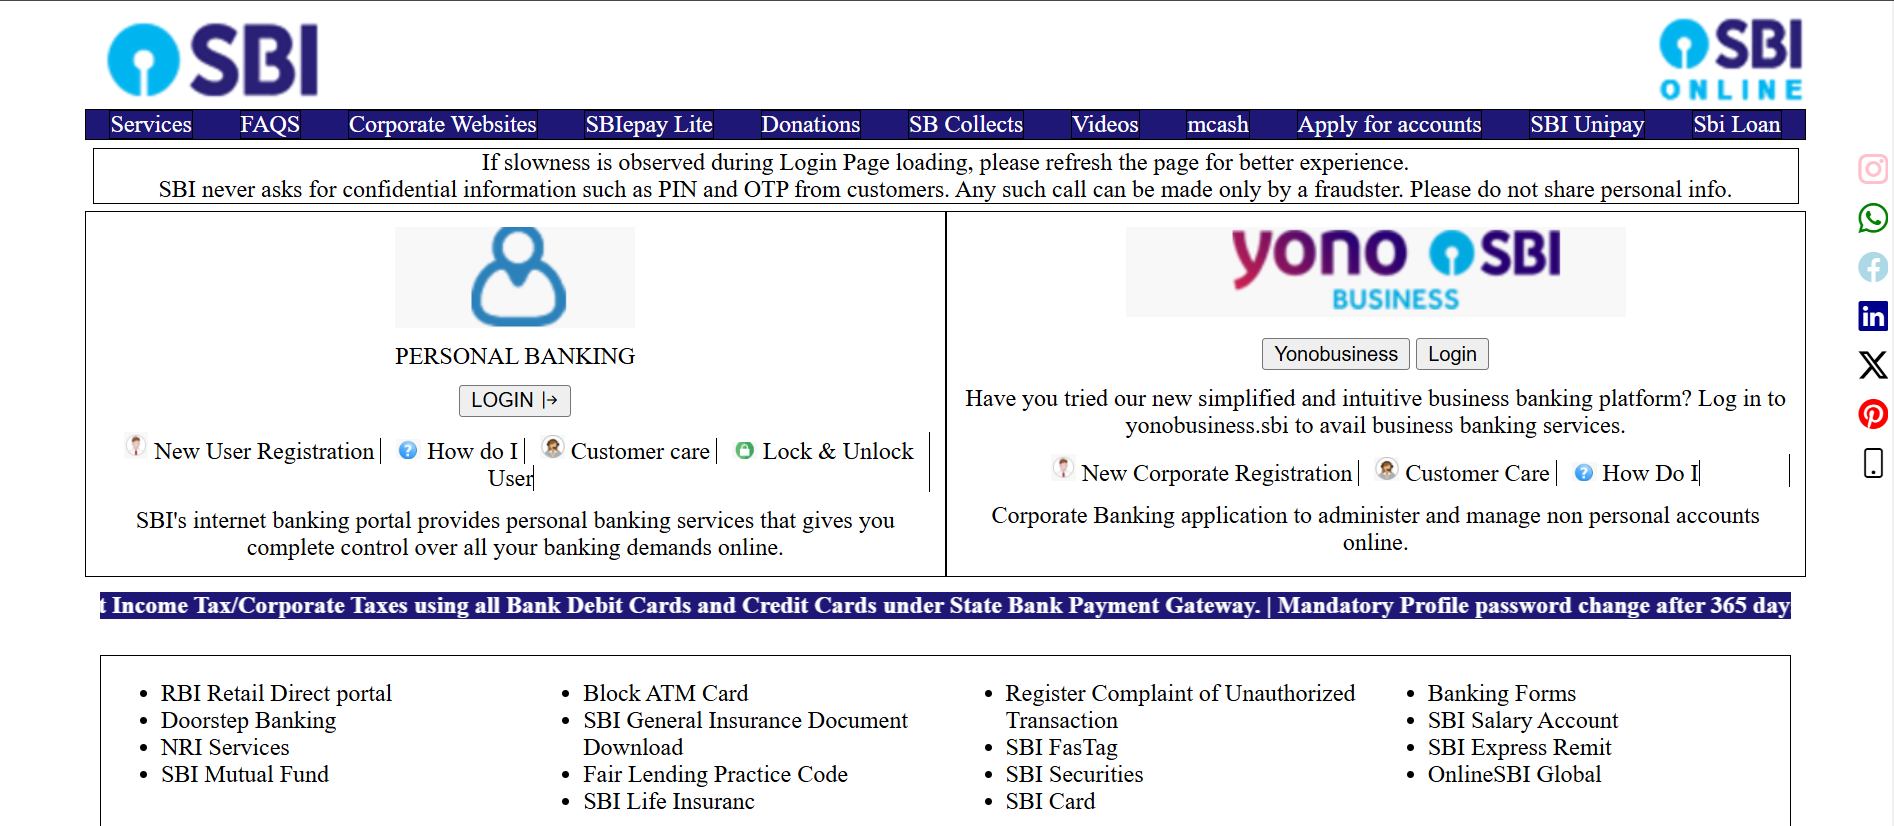 SBI
SBI
ONLINE
Services FAQS Corporate Websites SBIepay Lite Donations SB Collects Videos mcash Apply for accounts SBI Unipay Sbi Loan
If slowness is observed during Login Page loading, please refresh the page for better experience.
SBI never asks for confidential information such as PIN and OTP from customers. Any such call can be made only by a fraudster. Please do not share personal info.
PERSONAL BANKING
LOGIN
New User Registration| How do I| Customer care| Lock & Unlock
User|
SBI's internet banking portal provides personal banking services that gives you
complete control over all your banking demands online.
yono SBI
BUSINESS
Yonobusiness Login
Have you tried our new simplified and intuitive business banking platform? Log in to
yonobusiness.sbi to avail business banking services.
New Corporate Registration| Customer Care| How Do I|
Corporate Banking application to administer and manage non personal accounts
online.
t Income Tax/Corporate Taxes using all Bank Debit Cards and Credit Cards under State Bank Payment Gateway. | Mandatory Profile password change after 365 day
RBI Retail Direct portal
Doorstep Banking
NRI Services
SBI Mutual Fund
Block ATM Card
SBI General Insurance Document
Download
Fair Lending Practice Code
SBI Life Insuranc
Register Complaint of Unauthorized
Transaction
SBI FasTag
SBI Securities
SBI Card
Banking Forms
SBI Salary Account
SBI Express Remit
OnlineSBI Global